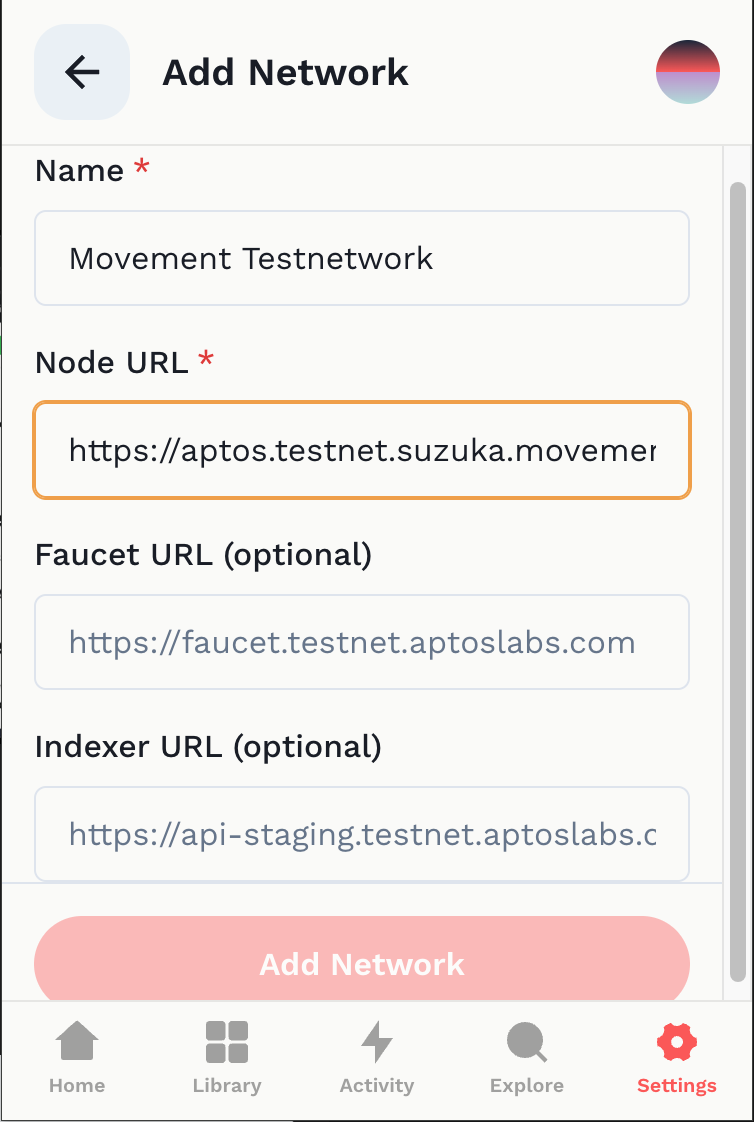 Add Network
Name *
Movement Testnetwork
Node URL *
https://aptos.testnet.suzuka.movemen
Faucet URL (optional)
https://faucet.testnet.aptoslabs.com
Indexer URL (optional)
https://api-staging.testnet.aptoslabs.c
Add Network
Home
Library
Activity
Explore
Settings